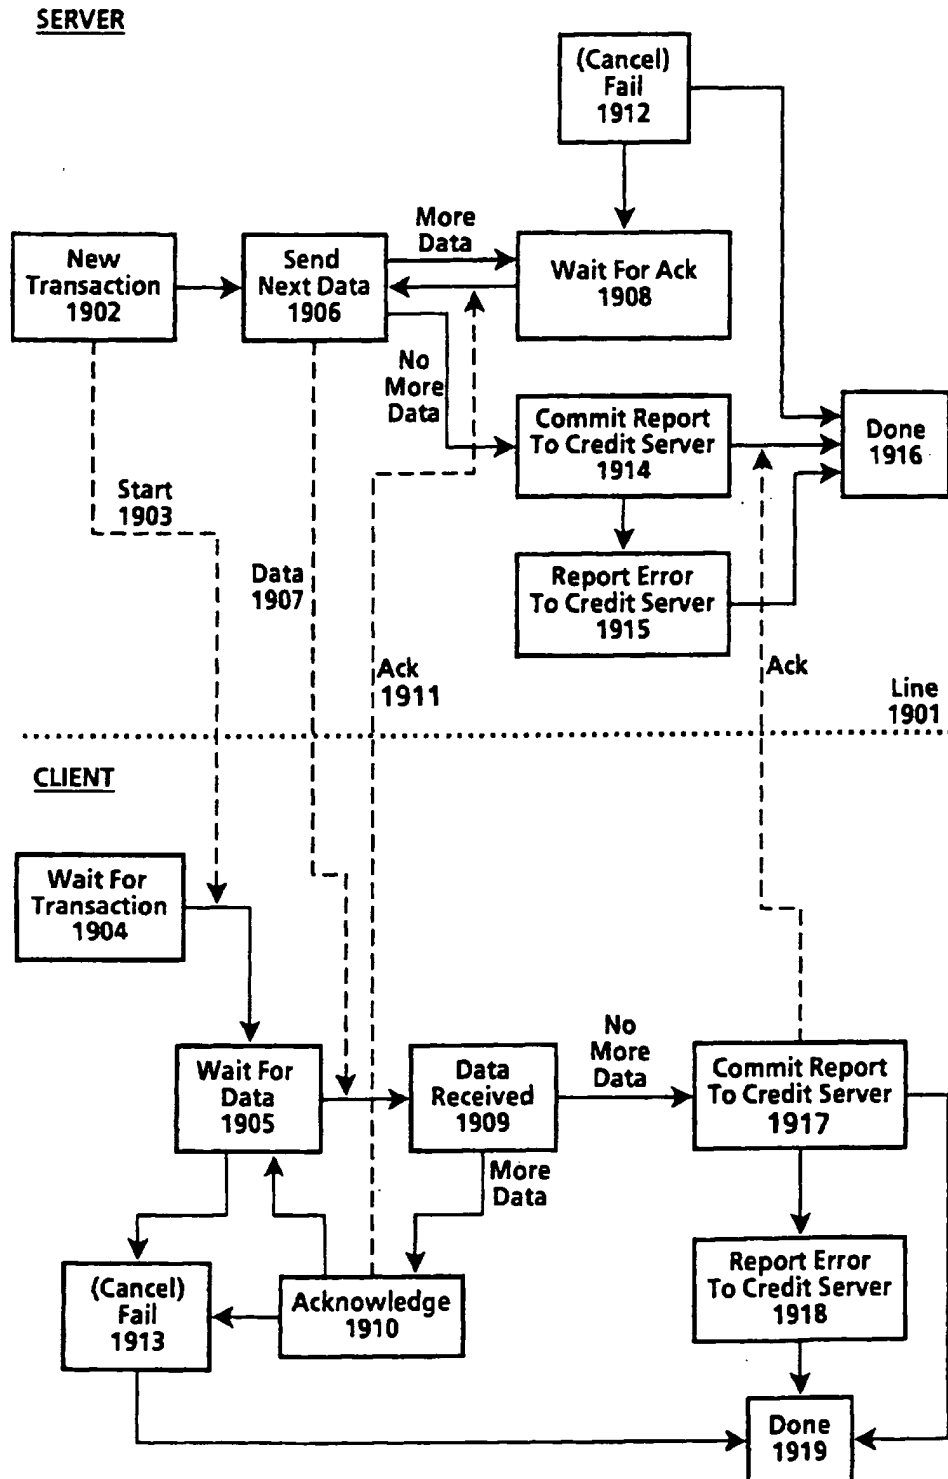 SERVER
(Cancel)
Fail
1912
New
Transaction
1902
Send
Next Data
1906
More
Data
Wait For Ack
1908
No
More
Data
Commit Report
To Credit Server
1914
Done
1916
Start
1903
Data
1907
Report Error
To Credit Server
1915
Ack
1911
Ack
Line
1901
CLIENT
Wait For
Transaction
1904
Wait For
Data
1905
Data
Received
1909
No
More
Data
Commit Report
To Credit Server
1917
More
Data
(Cancel)
Fail
1913
Acknowledge
1910
Report Error
To Credit Server
1918
Done
1919